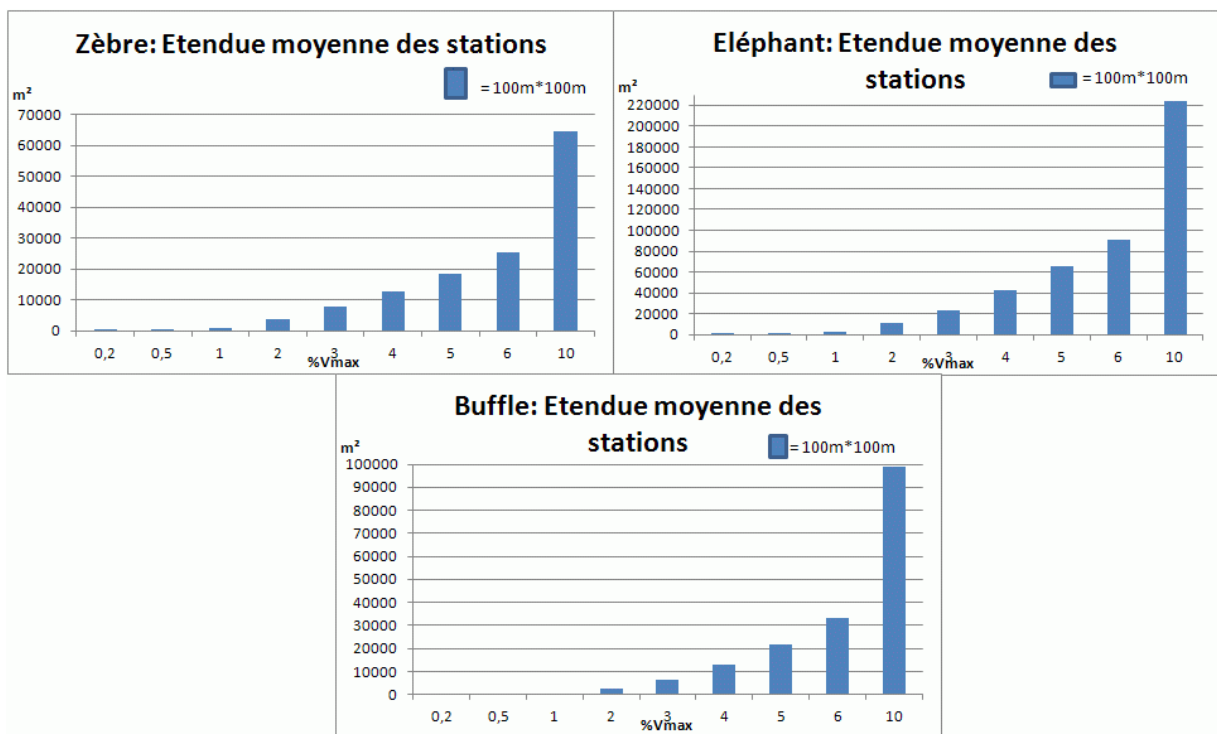 Zèbre: Etendue moyenne des stations
= 100m*100m
m²
70000
60000
50000
40000
30000
20000
10000
0
0,2 0,5 1 2 3 4 5 6 10
%Vmax
Eléphant: Etendue moyenne des
stations
= 100m*100m
m²
220000
200000
180000
160000
140000
120000
100000
80000
60000
40000
20000
0
0,2 0,5 1 2 3 4 5 6 10
%Vmax
Buffle: Etendue moyenne des
stations
= 100m*100m
m²
100000
90000
80000
70000
60000
50000
40000
30000
20000
10000
0
0,2 0,5 1 2 3 4 5 6 10
%Vmax